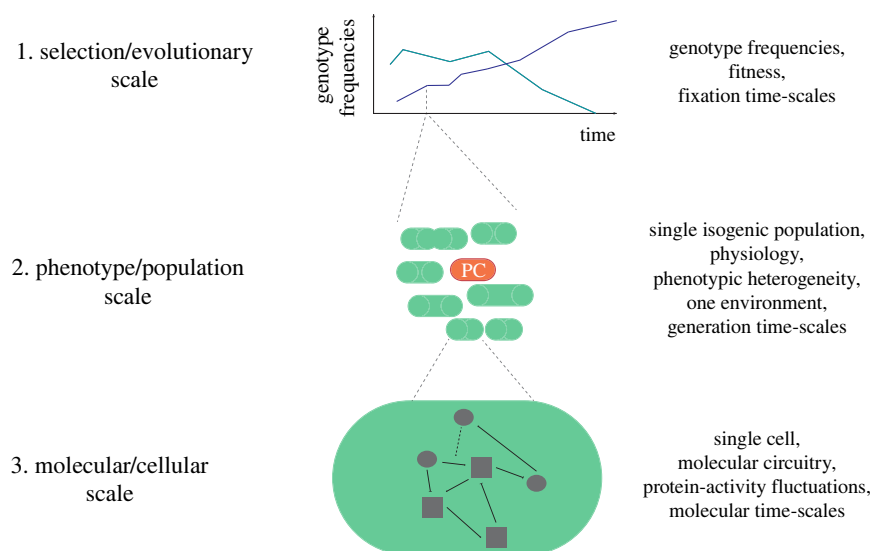 1. selection/evolutionary
scale
genotype
frequencies
time
genotype frequencies,
fitness,
fixation time-scales
2. phenotype/population
scale
PC
single isogenic population,
physiology,
phenotypic heterogeneity,
one environment,
generation time-scales
3. molecular/cellular
scale
single cell,
molecular circuitry,
protein-activity fluctuations,
molecular time-scales